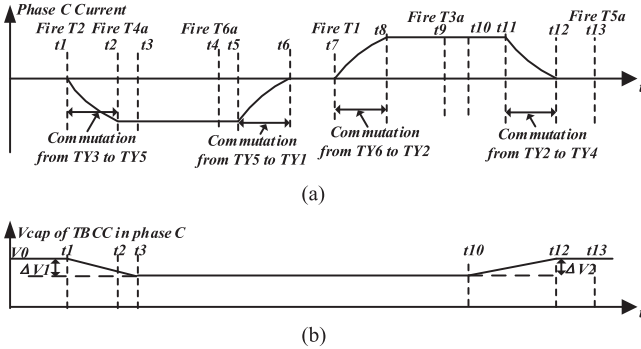 Phase C Current
Fire T2 Fire T4a Fire T6a Fire T1 Fire T3a Fire T5a
t1 t2 t3 t4 t5 t6 t7 t8 t9 t10 t11 t12 t13
t
Commutation from TY3 to TY5
Commutation from TY5 to TY1
Commutation from TY6 to TY2
Commutation from TY2 to TY4
(a)
Vcap of TBCC in phase C
V0 t1 t2 t3 t10 t12 t13
ΔV1 ΔV2
t
(b)